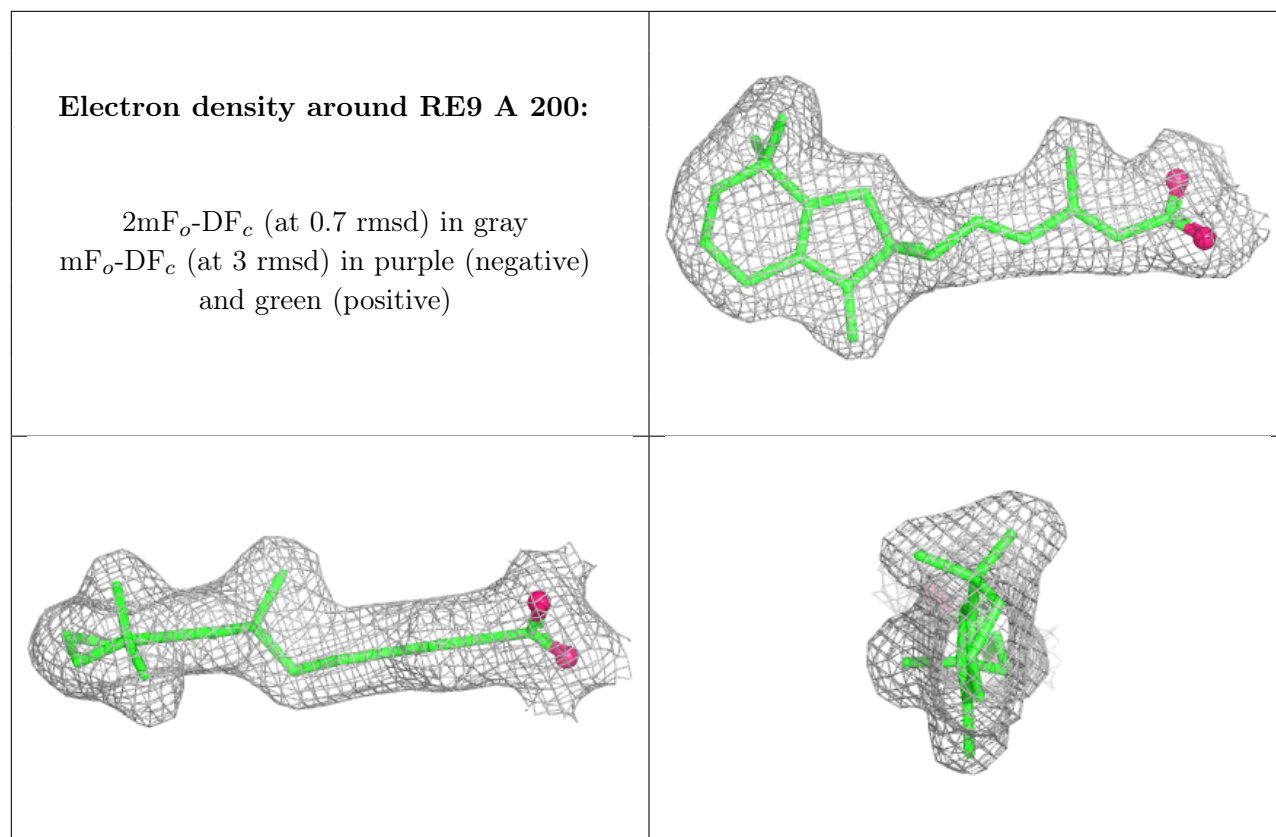 Electron density around RE9 A 200:
2mFₒ-DF𝒸 (at 0.7 rmsd) in gray
mFₒ-DF𝒸 (at 3 rmsd) in purple (negative)
and green (positive)